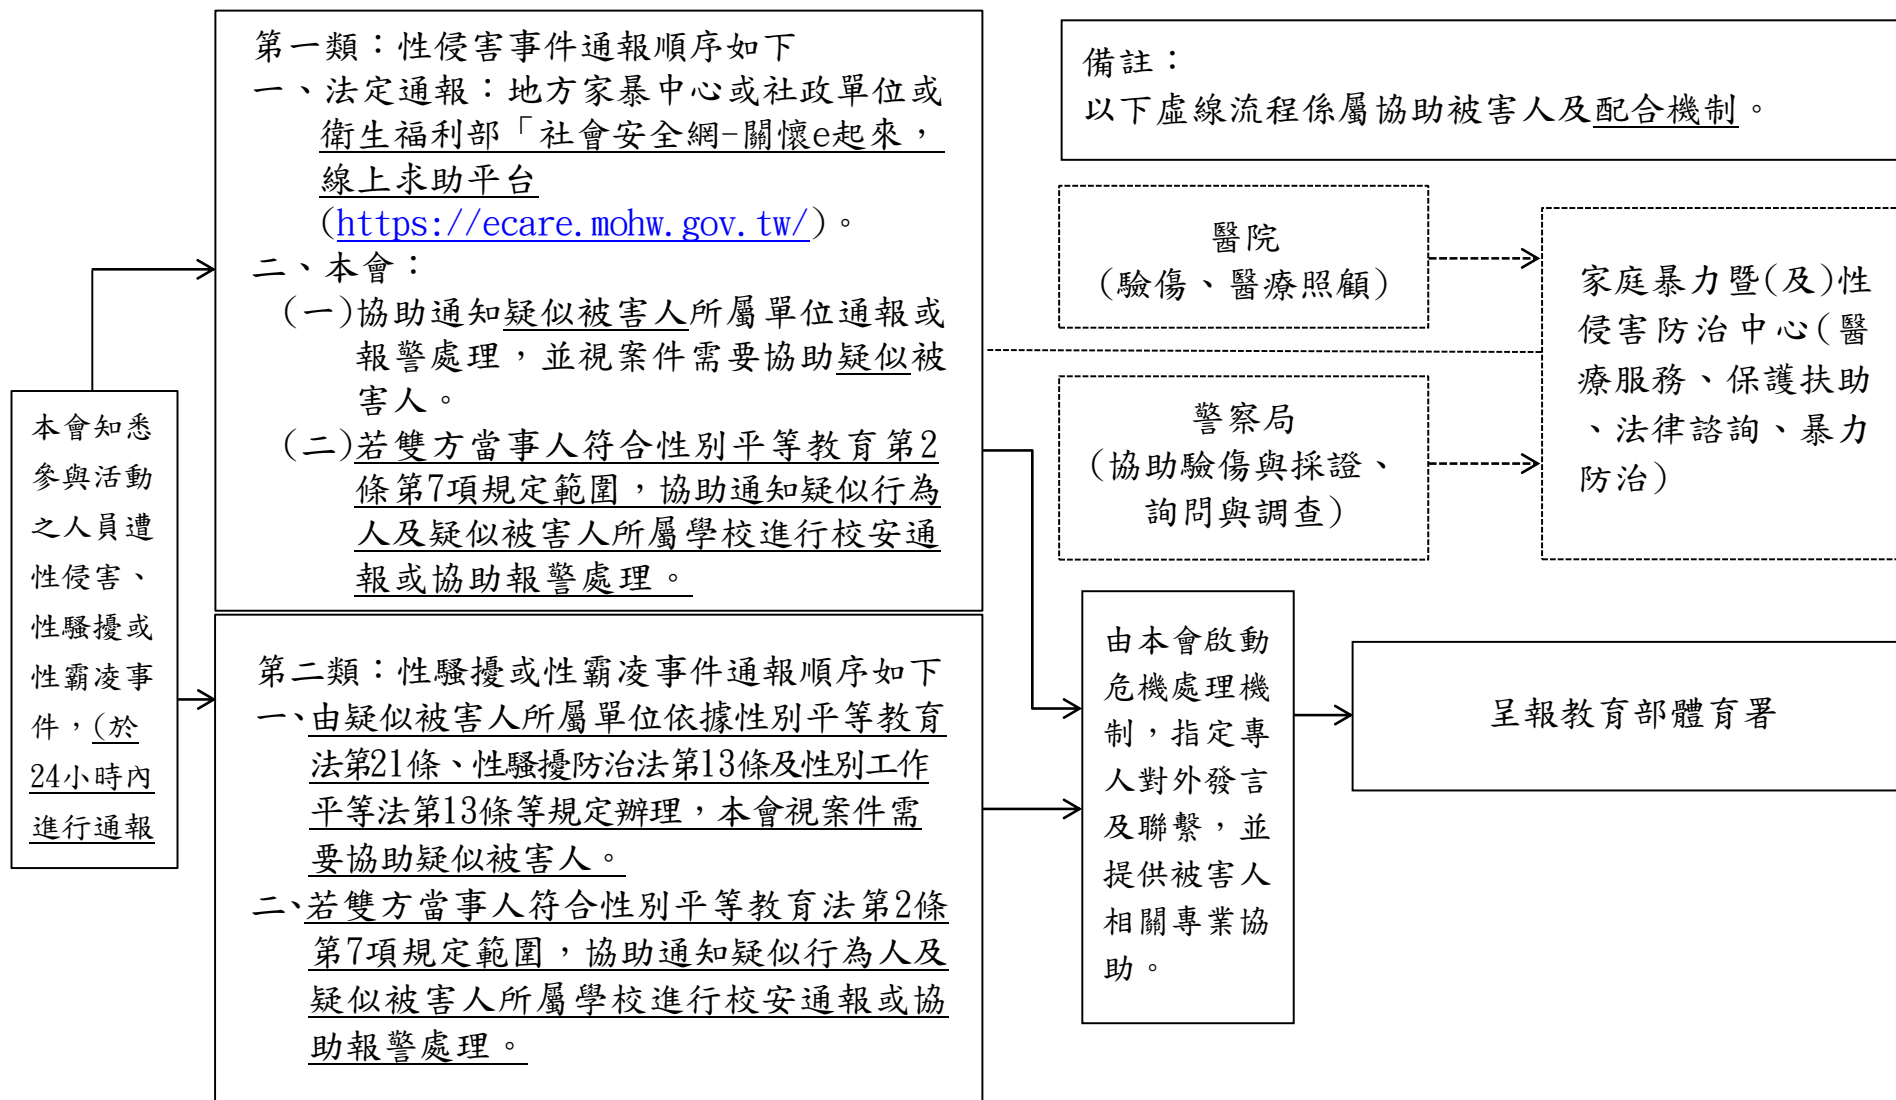 第一類：性侵害事件通報順序如下
一、法定通報：地方家暴中心或社政單位或
衛生福利部「社會安全網-關懷e起來，
線上求助平台
(https://ecare.mohw.gov.tw/)。
二、本會：
(一)協助通知疑似被害人所屬單位通報或
報警處理，並視案件需要協助疑似被
害人。
(二)若雙方當事人符合性別平等教育第2
條第7項規定範圍，協助通知疑似行為
人及疑似被害人所屬學校進行校安通
報或協助報警處理。
備註：
以下虛線流程係屬協助被害人及配合機制。
醫院
(驗傷、醫療照顧)
警察局
(協助驗傷與採證、
詢問與調查)
家庭暴力暨(及)性
侵害防治中心(醫
療服務、保護扶助
、法律諮詢、暴力
防治)
本會知悉
參與活動
之人員遭
性侵害、
性騷擾或
性霸凌事
件，(於
24小時內
進行通報
第二類：性騷擾或性霸凌事件通報順序如下
一、由疑似被害人所屬單位依據性別平等教育
法第21條、性騷擾防治法第13條及性別工作
平等法第13條等規定辦理，本會視案件需
要協助疑似被害人。
二、若雙方當事人符合性別平等教育法第2條
第7項規定範圍，協助通知疑似行為人及
疑似被害人所屬學校進行校安通報或協
助報警處理。
由本會啟動
危機處理機
制，指定專
人對外發言
及聯繫，並
提供被害人
相關專業協
助。
呈報教育部體育署